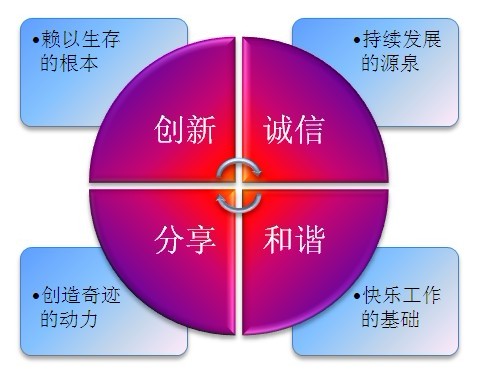 •赖以生存
的根本
•持续发展
的源泉
创新
诚信
分享
和谐
•创造奇迹
的动力
•快乐工作
的基础